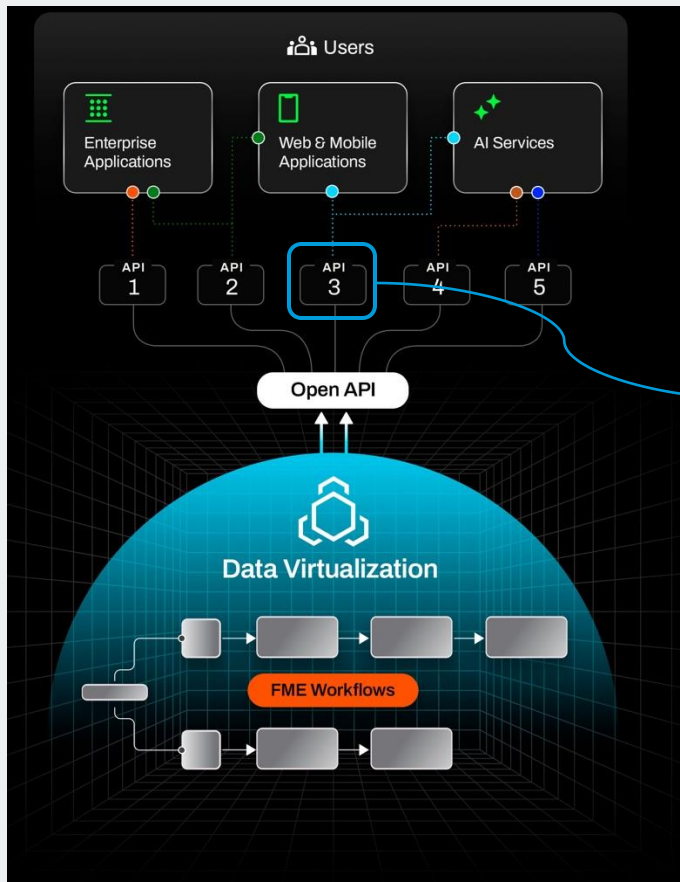 Users
Enterprise
Applications
Web & Mobile
Applications
AI Services
API
1
API
2
API
3
API
4
API
5
Open API
Data Virtualization
FME Workflows